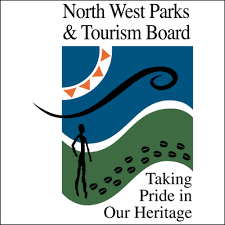 North West Parks
& Tourism Board
Taking
Pride in
Our Heritage